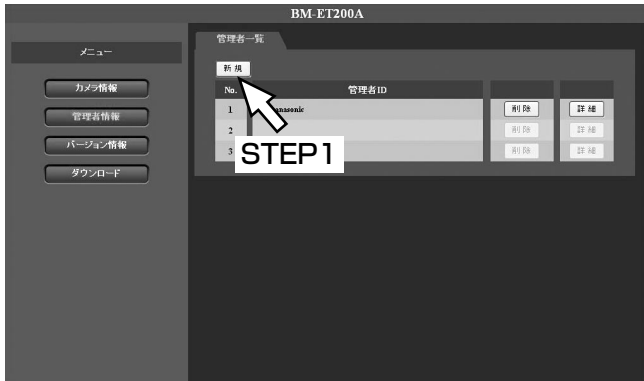 BM-ET200A
メニュー
カメラ情報
管理者情報
バージョン情報
ダウンロード
管理者一覧
新規
No. 管理者ID
1 Panasonic 削除 詳細
2 削除 詳細
3 削除 詳細
STEP1